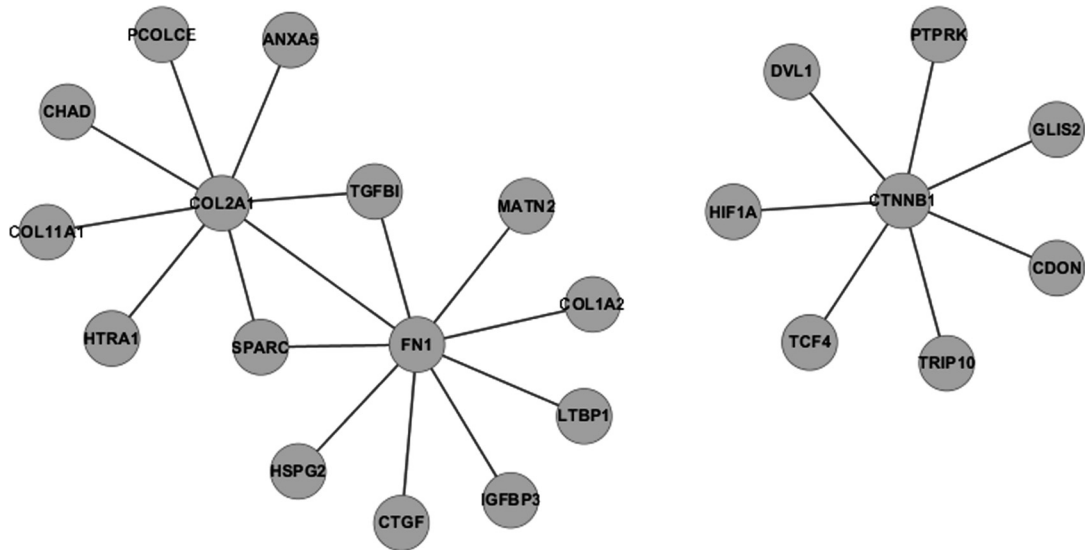 PCOLCE
ANXA5
CHAD
COL2A1
TGFBI
COL11A1
MATN2
HTRA1
SPARC
FN1
COL1A2
LTBP1
HSPG2
CTGF
IGFBP3
PTPRK
DVL1
GLIS2
HIF1A
CTNNB1
CDON
TCF4
TRIP10